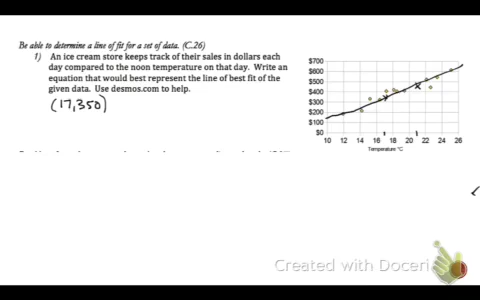 Be able to determine a line of fit for a set of data. (C.26)
1) An ice cream store keeps track of their sales in dollars each
day compared to the noon temperature on that day. Write an
equation that would best represent the line of best fit of the
given data. Use desmos.com to help.
(17,350)
$700
$600
$500
$400
$300
$200
$100
$0
10 12 14 16 18 20 22 24 26
Temperature °C
Created with Doceri